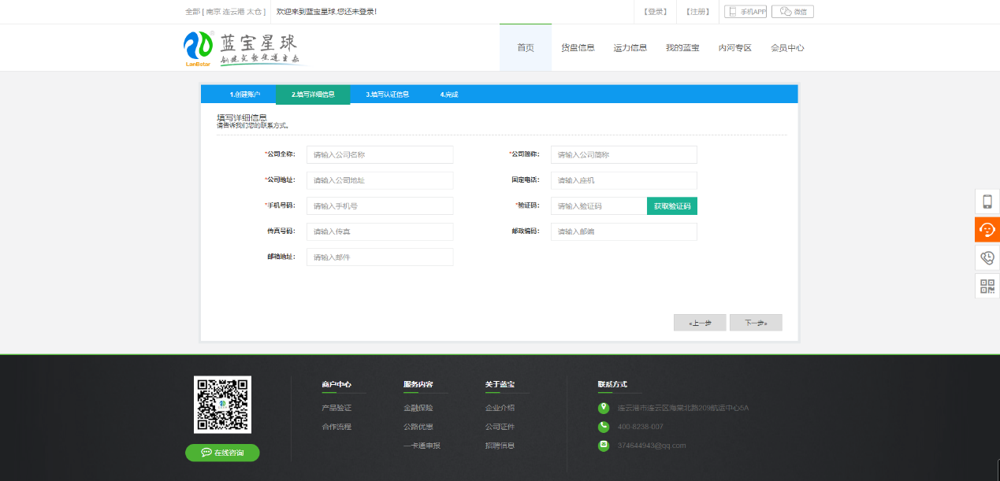 全部 [ 南京 连云港 太仓 ] 欢迎来到蓝宝星球,您还未登录! 【登录】 【注册】 手机APP 微信
LanBstar 蓝宝星球
首页 货盘信息 运力信息 我的蓝宝 内河专区 会员中心
1.创建账户 2.填写详细信息 3.填写认证信息 4.完成
填写详细信息
请告诉我们您的联系方式。
*公司全称: 请输入公司名称 *公司简称: 请输入公司简称
*公司地址: 请输入公司地址 固定电话: 请输入座机
*手机号码: 请输入手机号 *验证码: 请输入验证码 获取验证码
传真号码: 请输入传真 邮政编码: 请输入邮编
邮箱地址: 请输入邮件
«上一步 下一步»
商户中心 服务内容 关于蓝宝 联系方式
产品验证 金融保险 企业介绍 连云港市连云区海棠北路209航运中心5A
合作流程 公路优惠 公司证件 400-8238-007
一卡通申报 招聘信息 374644943@qq.com
在线咨询